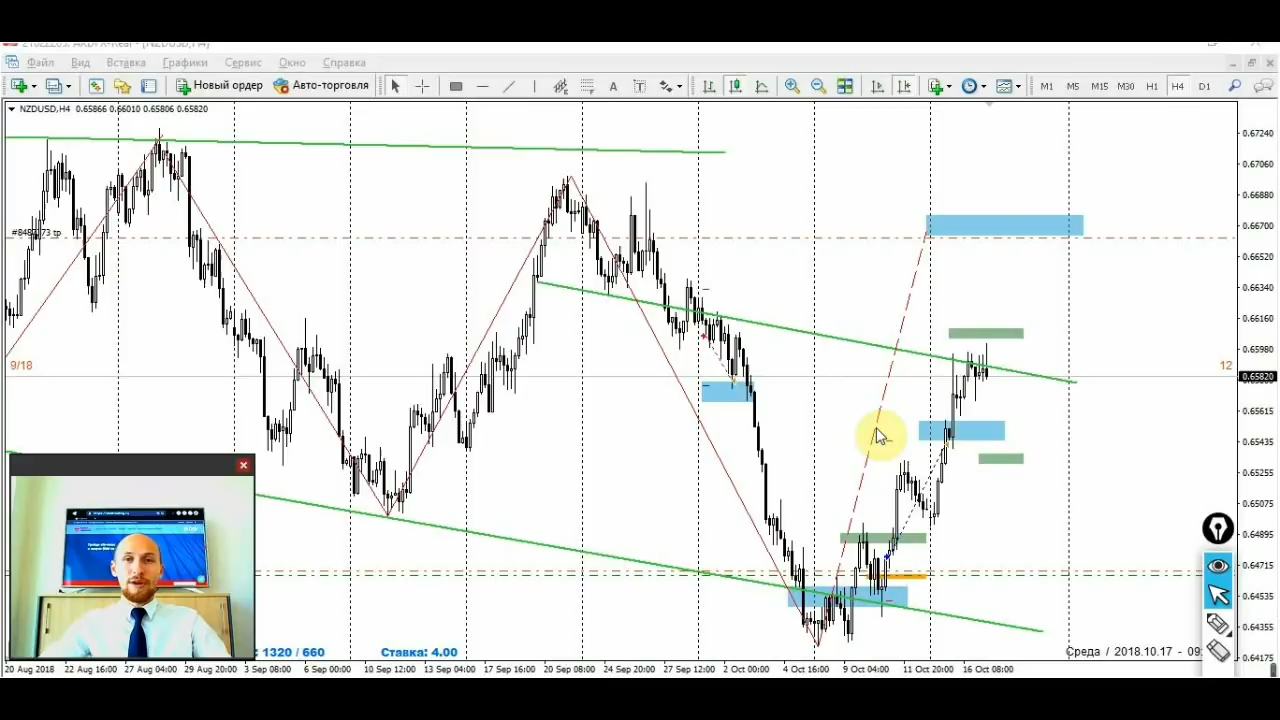 Файл Вид Вставка Графики Сервис Окно Справка
Новый ордер Авто-торговля A T M1 M5 M15 M30 H1 H4 D1
NZDUSD,H4 0.65866 0.66010 0.65806 0.65820
0.67240
0.67060
0.66880
0.66700
0.66520
0.66340
0.66160
0.65980
0.65820
0.65615
0.65435
0.65255
0.65075
0.64895
0.64715
0.64535
0.64355
0.64175
9/18
12
1320 / 660
Ставка: 4.00
Среда / 2018.10.17 -
20 Aug 2018 22 Aug 16:00 27 Aug 04:00 29 Aug 20:00 3 Sep 08:00 6 Sep 00:00 10 Sep 12:00 13 Sep 04:00 17 Sep 16:00 20 Sep 08:00 24 Sep 20:00 27 Sep 12:00 2 Oct 00:00 4 Oct 16:00 9 Oct 04:00 11 Oct 20:00 16 Oct 08:00